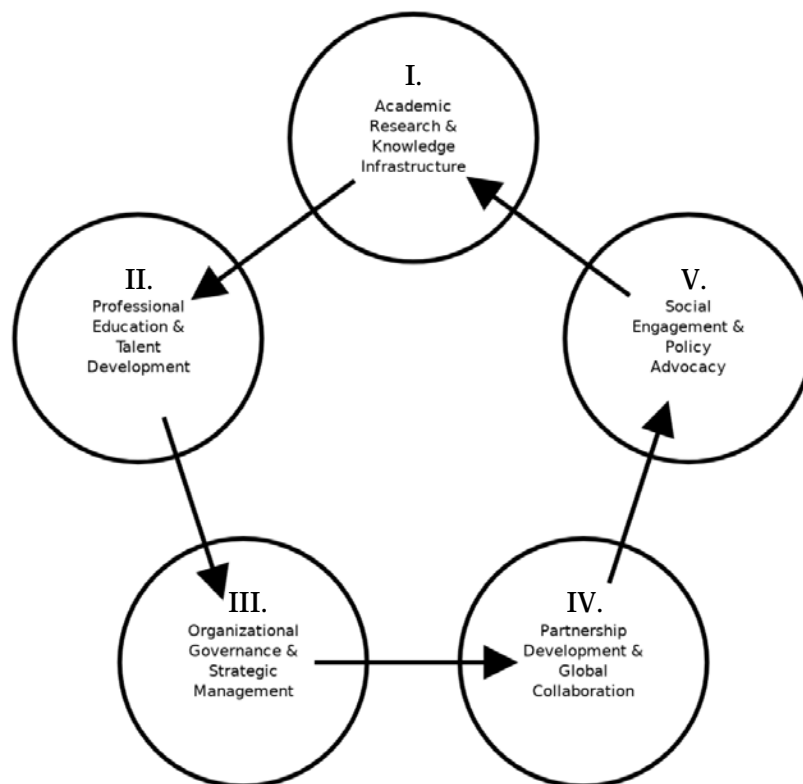 I.
Academic
Research &
Knowledge
Infrastructure
II.
Professional
Education &
Talent
Development
III.
Organizational
Governance &
Strategic
Management
IV.
Partnership
Development &
Global
Collaboration
V.
Social
Engagement &
Policy
Advocacy